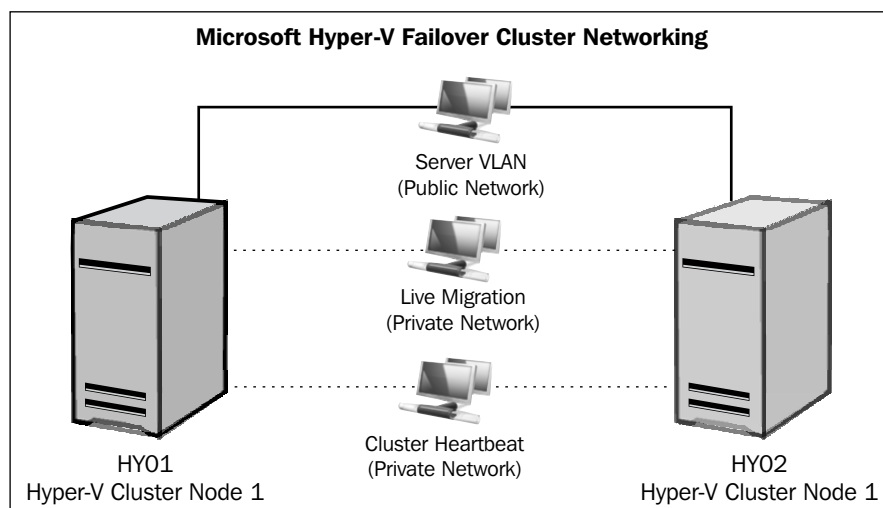 Microsoft Hyper-V Failover Cluster Networking
Server VLAN
(Public Network)
Live Migration
(Private Network)
Cluster Heartbeat
(Private Network)
HY01
Hyper-V Cluster Node 1
HY02
Hyper-V Cluster Node 1